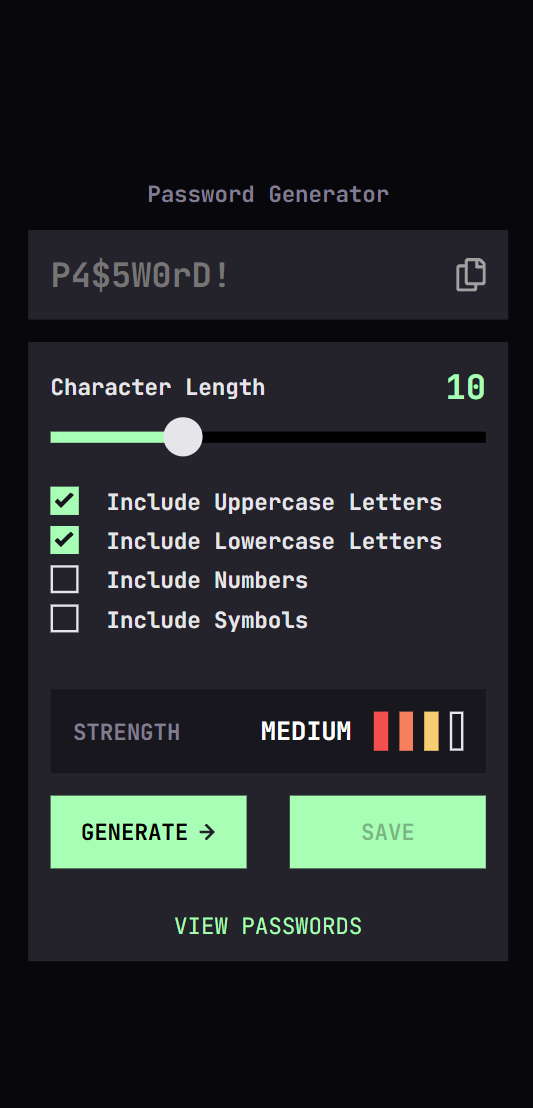 Password Generator
P4$5W0rD!
Character Length 10
Include Uppercase Letters
Include Lowercase Letters
Include Numbers
Include Symbols
STRENGTH MEDIUM
GENERATE → SAVE
VIEW PASSWORDS